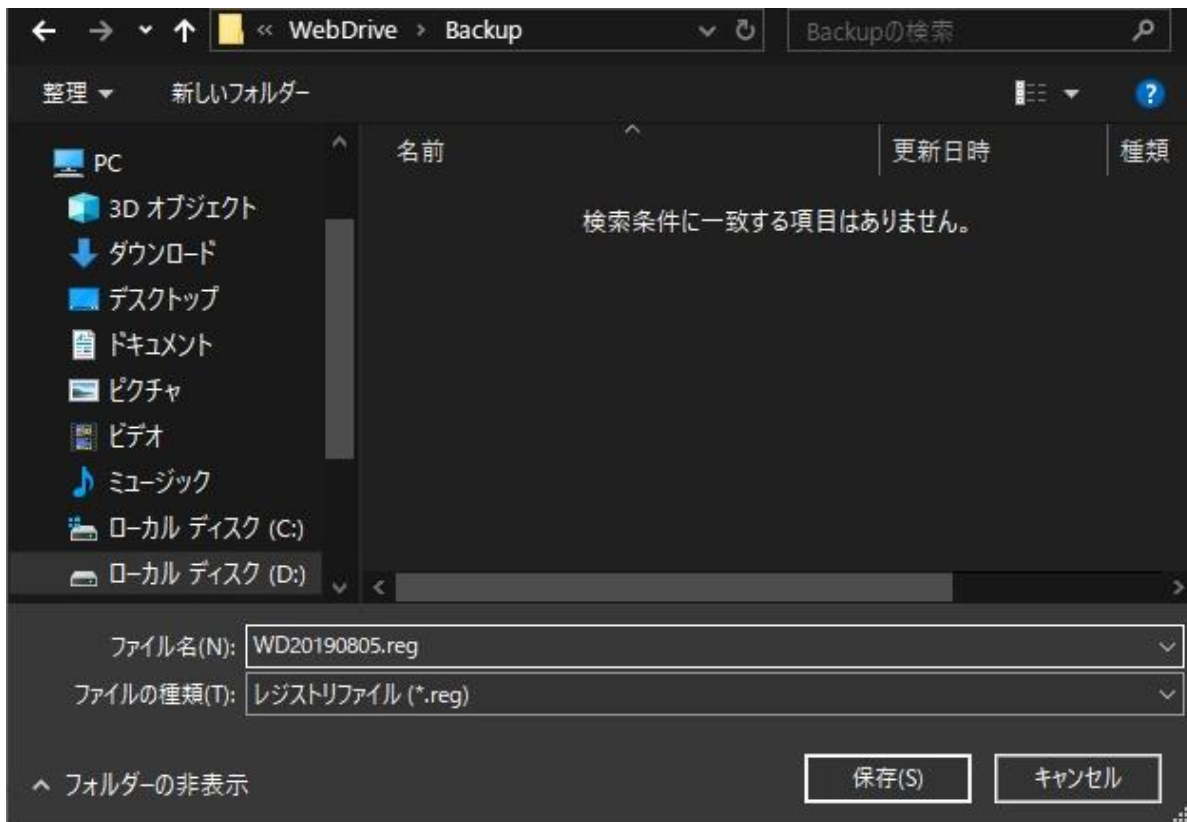 « WebDrive › Backup
Backupの検索
整理
新しいフォルダー
名前
更新日時
種類
検索条件に一致する項目はありません。
PC
3D オブジェクト
ダウンロード
デスクトップ
ドキュメント
ピクチャ
ビデオ
ミュージック
ローカル ディスク (C:)
ローカル ディスク (D:)
ファイル名(N): WD20190805.reg
ファイルの種類(T): レジストリファイル (*.reg)
フォルダーの非表示
保存(S)
キャンセル